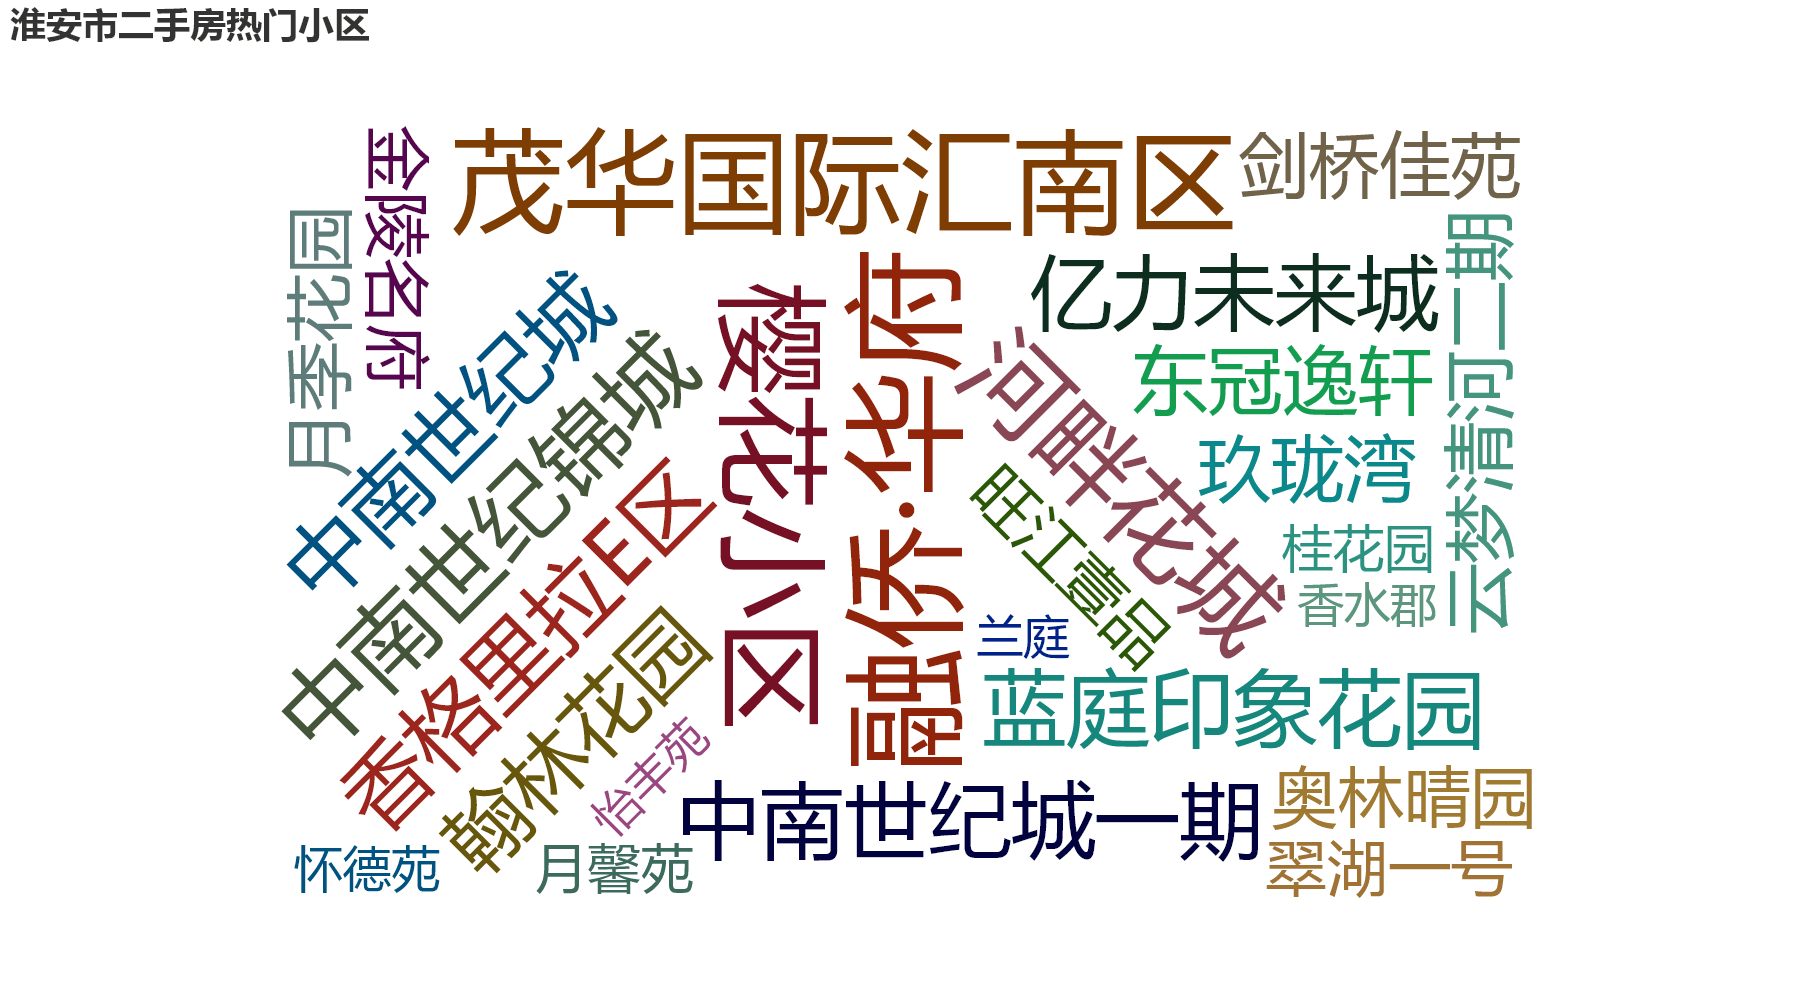 淮安市二手房热门小区
茂华国际汇南区
剑桥佳苑
金陵名府
月季花园
中南世纪城
中南世纪锦城
香格里拉E区
翰林花园
怡丰苑
樱花小区
融侨·华府
河畔花城
亿力未来城
东冠逸轩
玖珑湾
云梦清河二期
旺江壹品
桂花园
香水郡
兰庭
蓝庭印象花园
中南世纪城一期
奥林晴园
翠湖一号
怀德苑
月馨苑